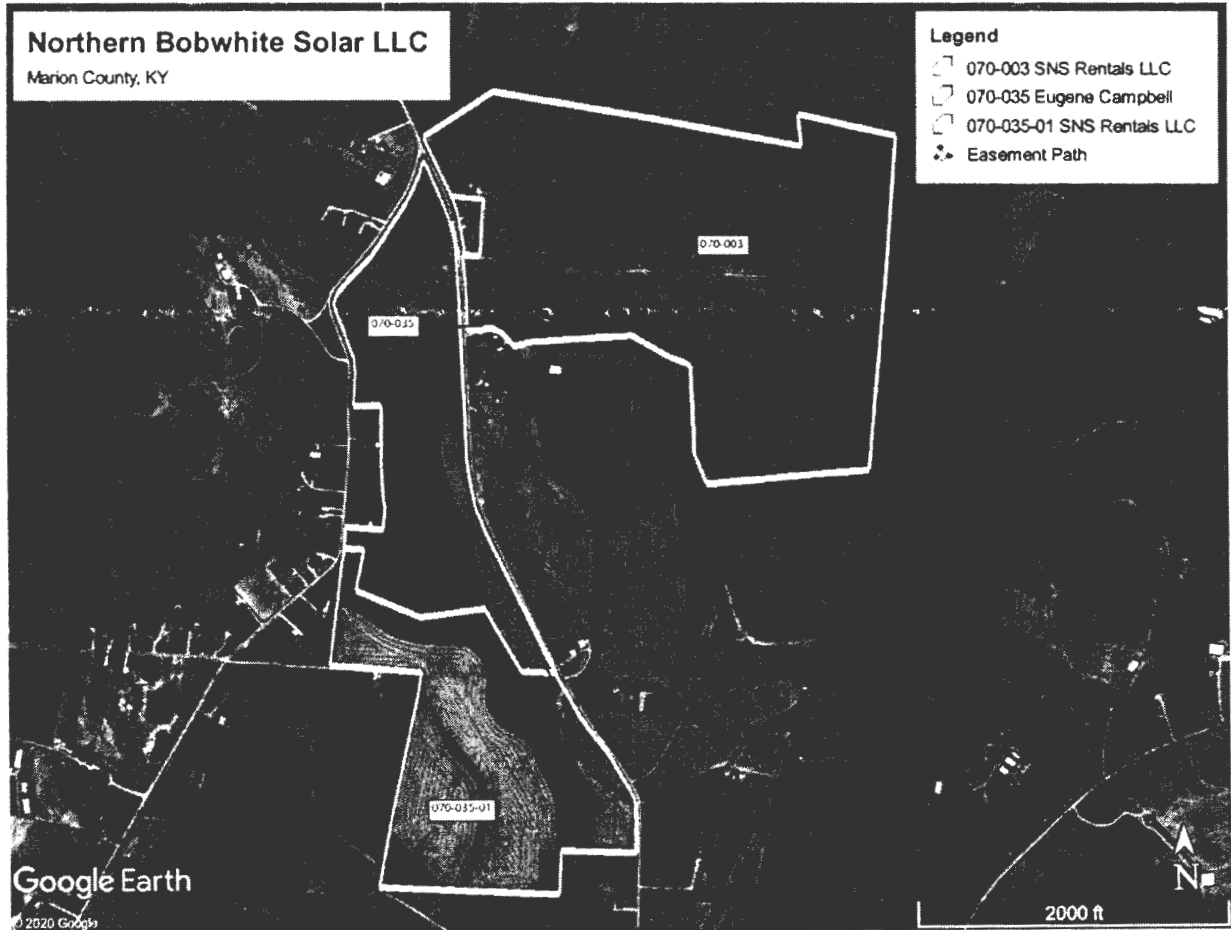 Northern Bobwhite Solar LLC
Marion County, KY
Legend
070-003 SNS Rentals LLC
070-035 Eugene Campbell
070-035-01 SNS Rentals LLC
Easement Path
070-003
070-035
070-035-01
Google Earth
© 2020 Google
N
2000 ft